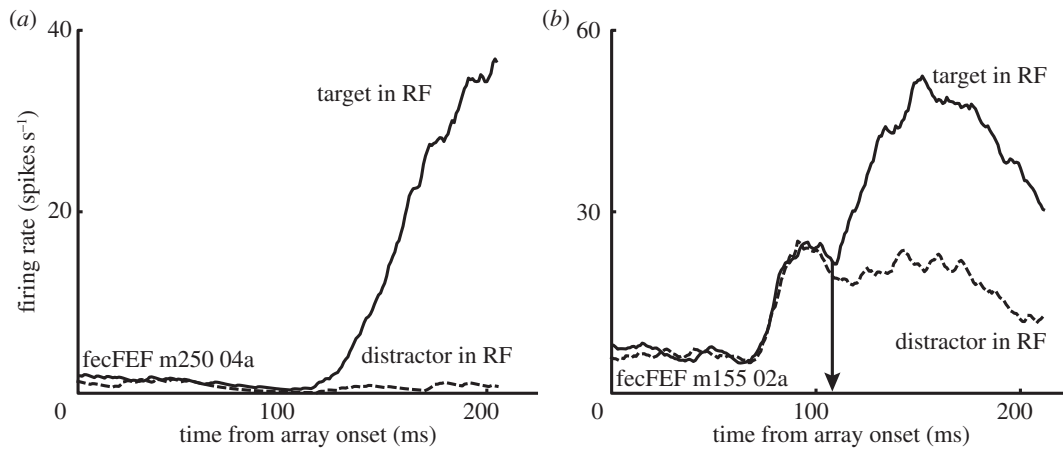 (a)
40
20
0
firing rate (spikes s⁻¹)
target in RF
distractor in RF
fecFEF m250 04a
100
200
time from array onset (ms)
(b)
60
30
0
target in RF
distractor in RF
fecFEF m155 02a
100
200
time from array onset (ms)